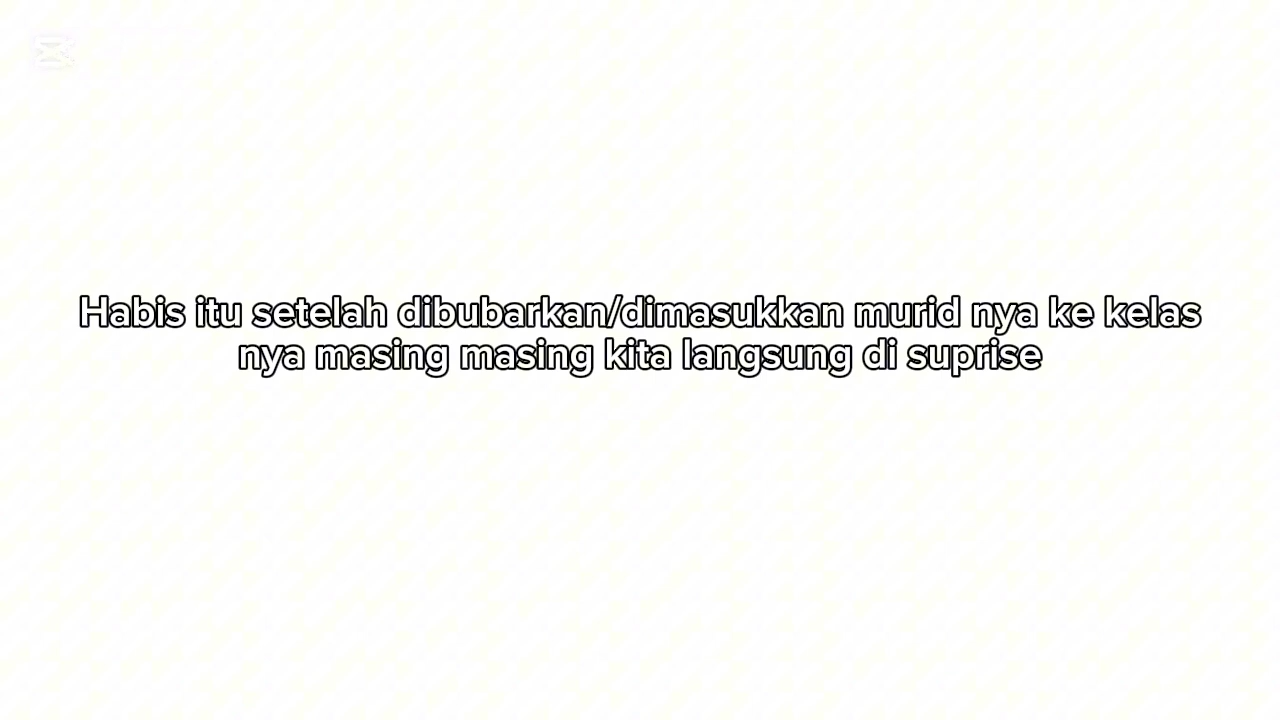 Habis itu setelah dibubarkan/dimasukkan murid nya ke kelas
nya masing masing kita langsung di suprise